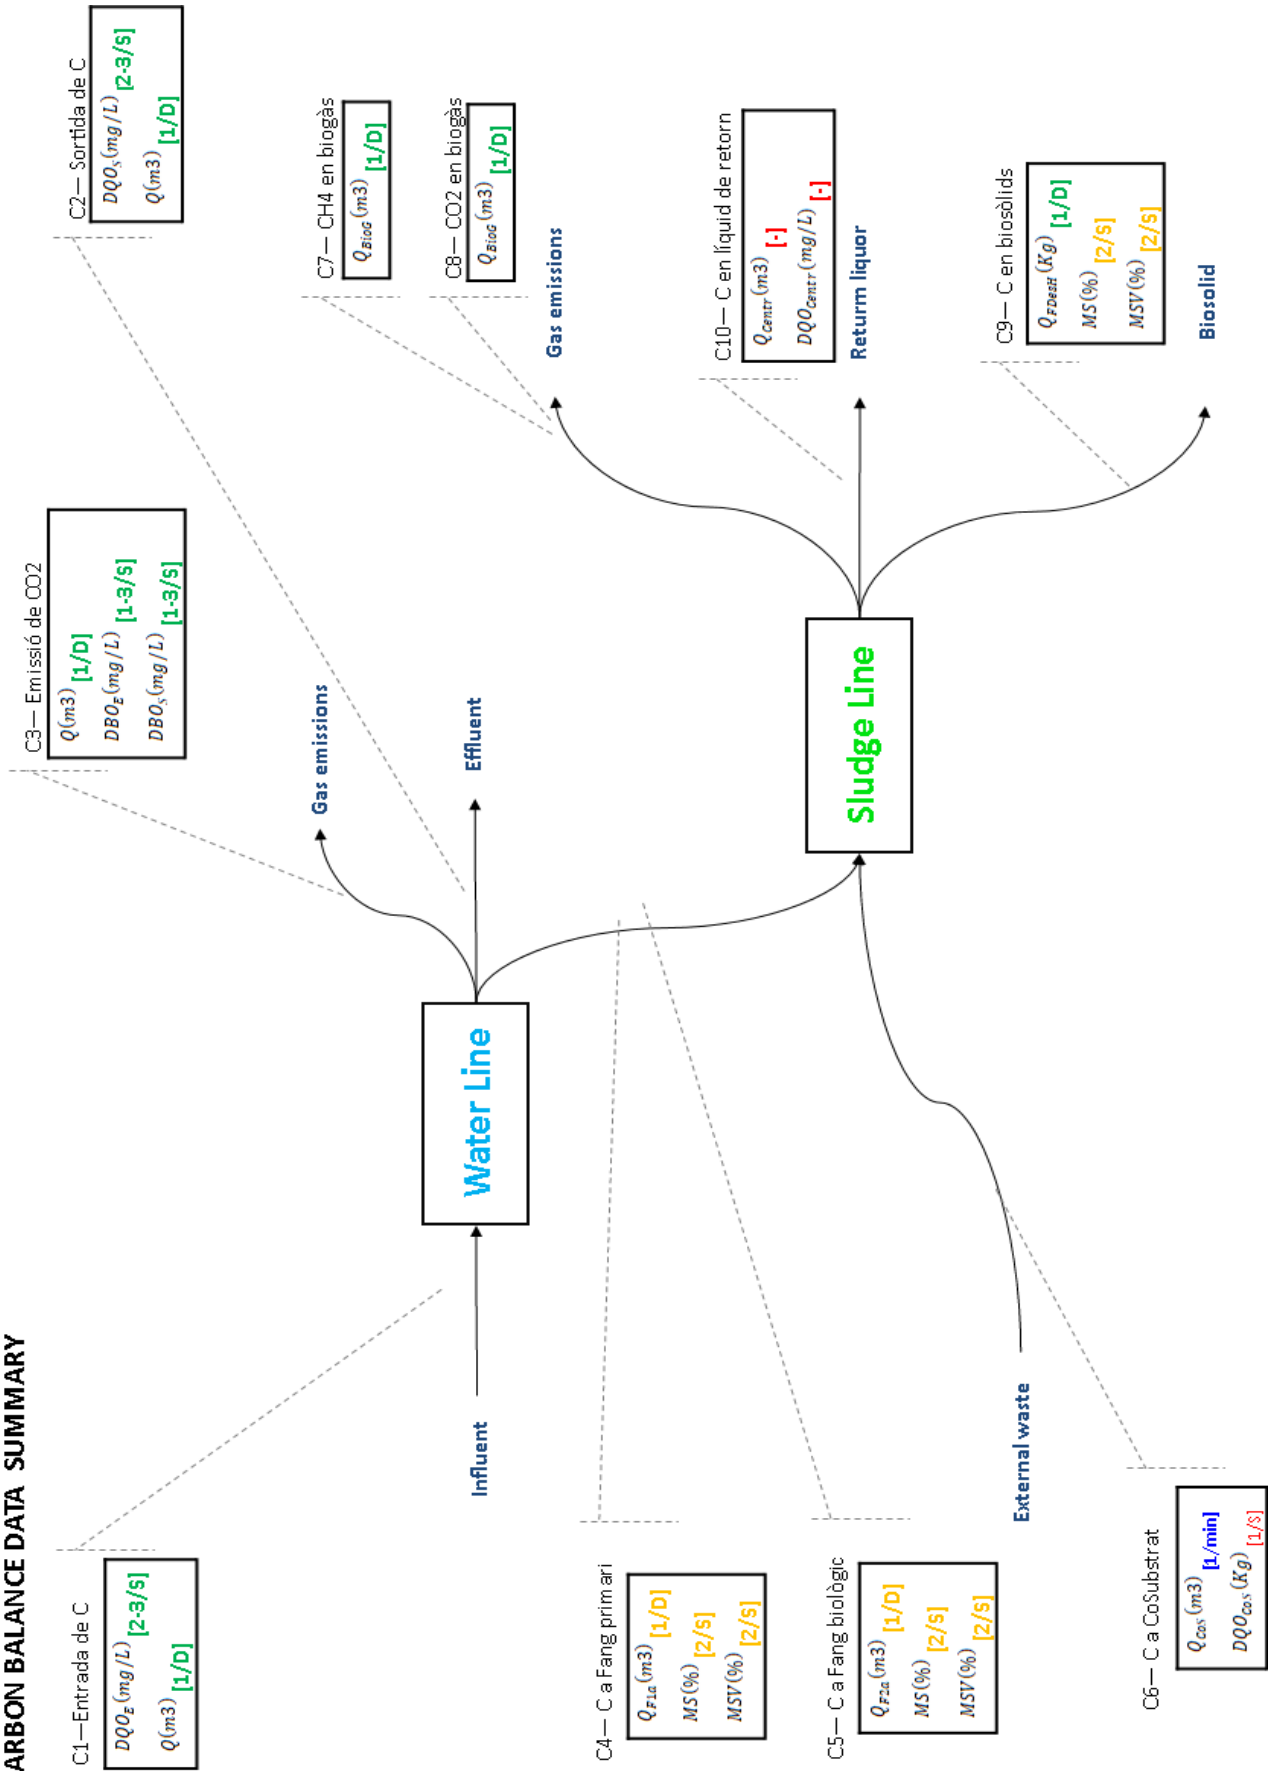 ARBON BALANCE DATA SUMMARY
C1—Entrada de C
DQO_E(mg/L) [2-3/S]
Q(m3) [1/D]
C3— Emissió de CO2
Q(m3) [1/D]
DBO_E(mg/L) [1-3/S]
DBO_S(mg/L) [1-3/S]
C2— Sortida de C
DQO_S(mg/L) [2-3/S]
Q(m3) [1/D]
Gas emissions
Influent
Water Line
Effluent
C7— CH4 en biogàs
Q_BioG(m3) [1/D]
C8— CO2 en biogàs
Q_BioG(m3) [1/D]
Gas emissions
C4— C a Fang primari
Q_F1a(m3) [1/D]
MS(%) [2/S]
MSV(%) [2/S]
C10— C en líquid de retorn
Q_Centr(m3) [-]
DQO_Centr(mg/L) [-]
Sludge Line
Returm liquor
C5— C a Fang biològic
Q_F2a(m3) [1/D]
MS(%) [2/S]
MSV(%) [2/S]
External waste
C9— C en biosòlids
Q_FDesH(Kg) [1/D]
MS(%) [2/S]
MSV(%) [2/S]
Biosolid
C6— C a CoSubstrat
Q_CoS(m3) [1/min]
DQO_CoS(Kg) [1/S]